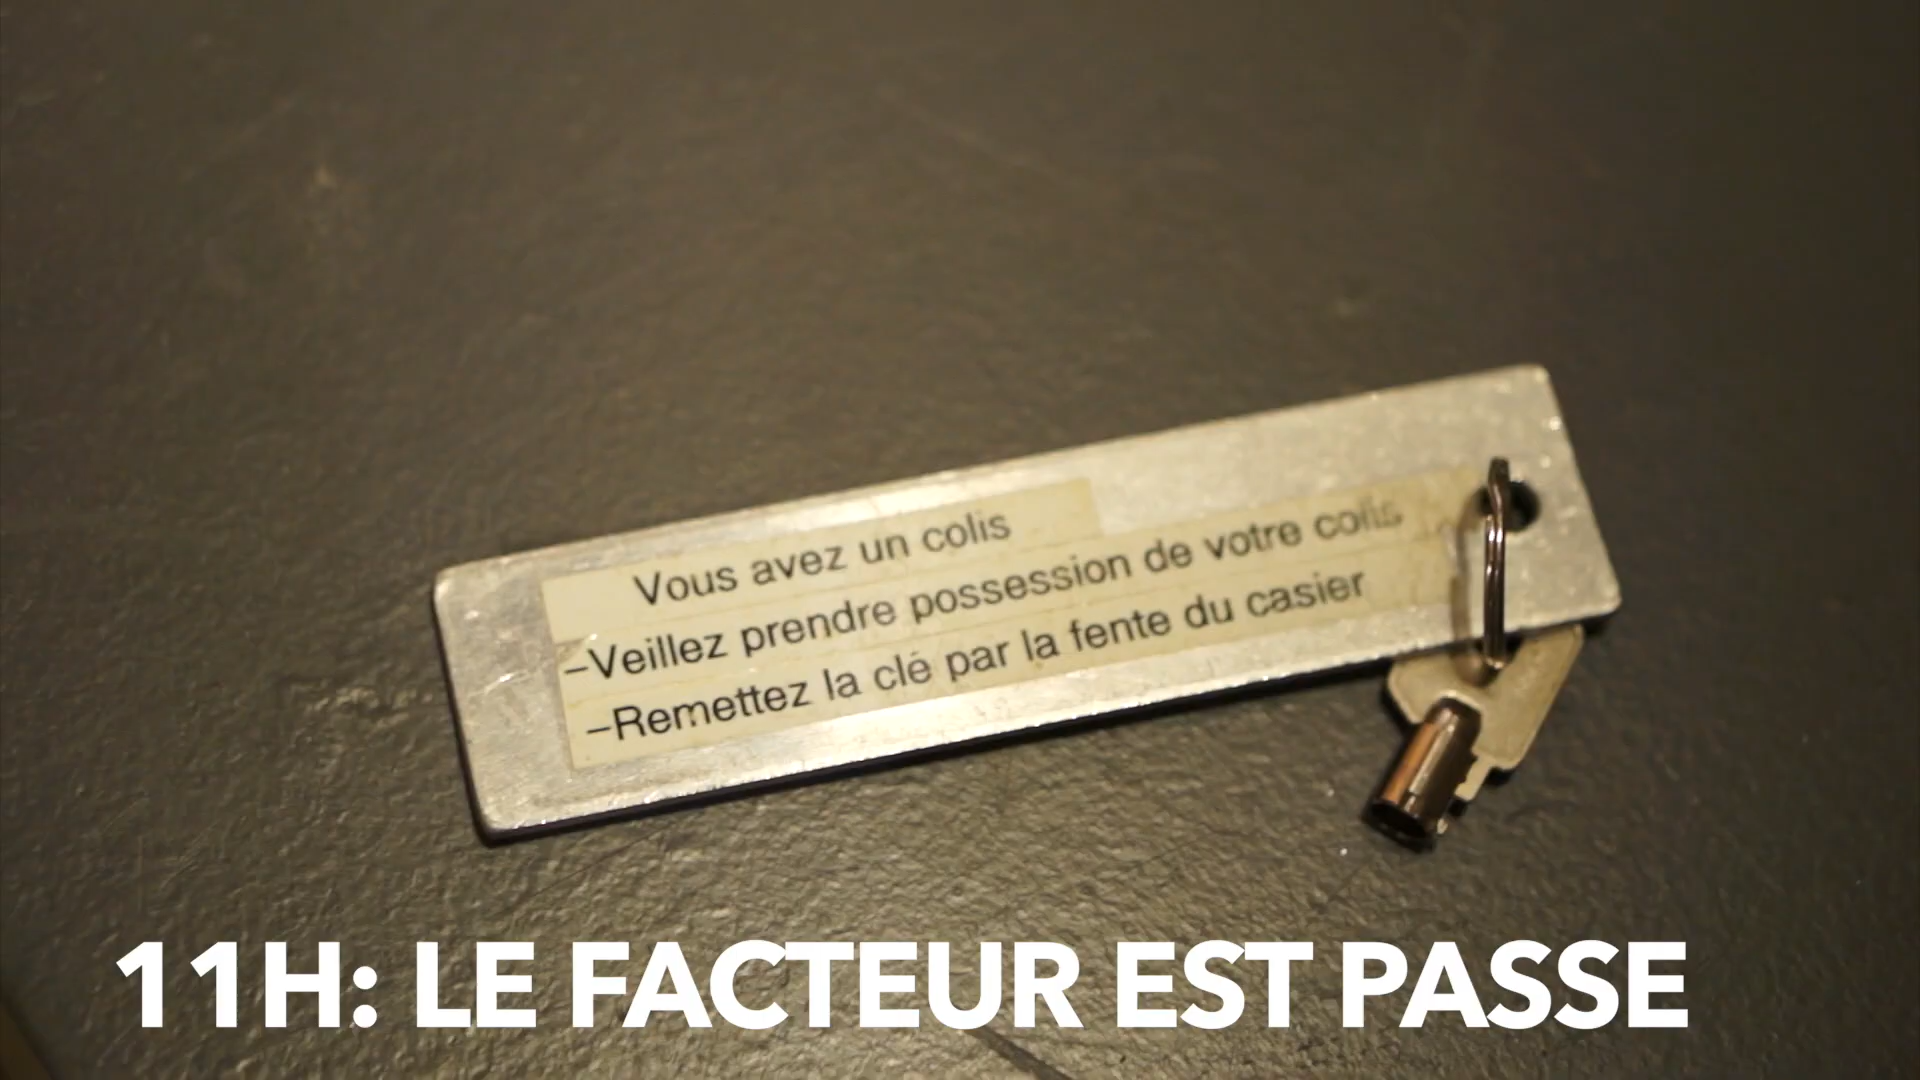 Vous avez un colis
–Veillez prendre possession de votre colis
–Remettez la clé par la fente du casier
11H: LE FACTEUR EST PASSE